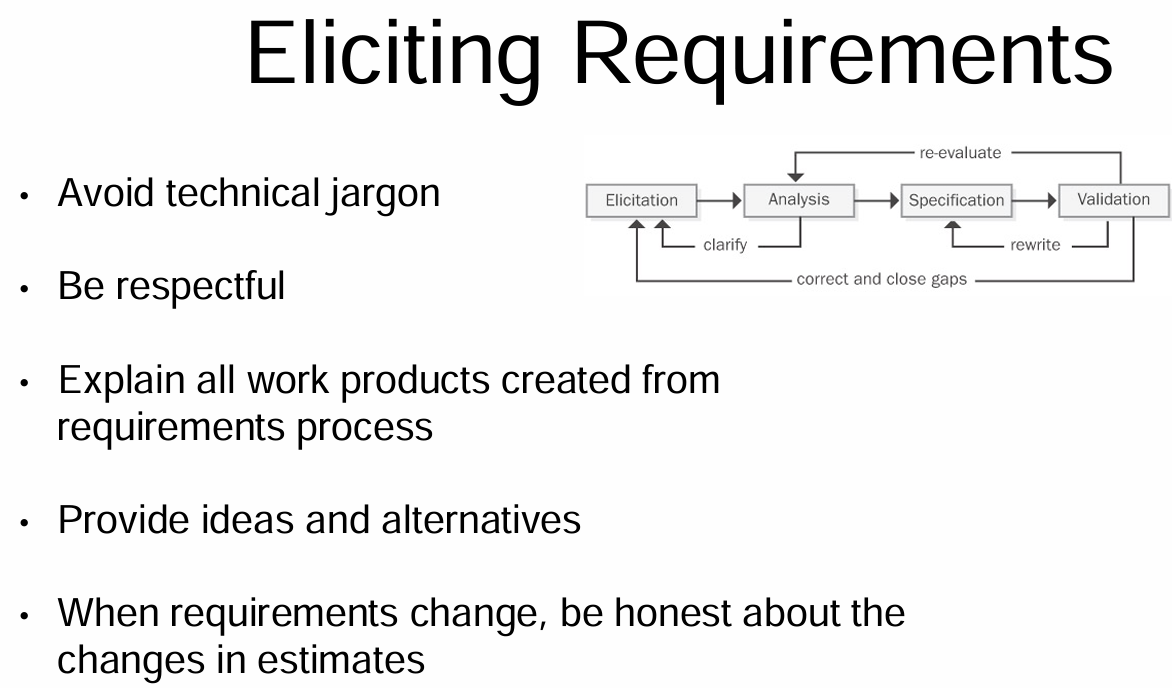 Eliciting Requirements
re-evaluate
Elicitation
Analysis
Specification
Validation
clarify
rewrite
correct and close gaps
• Avoid technical jargon
• Be respectful
• Explain all work products created from
requirements process
• Provide ideas and alternatives
• When requirements change, be honest about the
changes in estimates